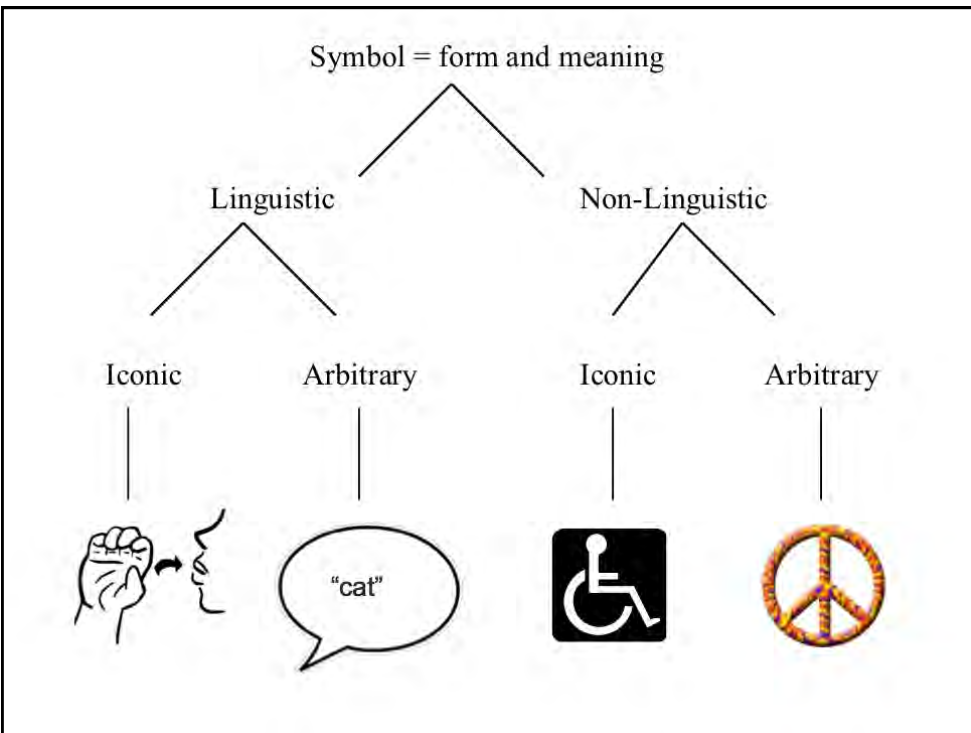 Symbol = form and meaning
Linguistic
Non-Linguistic
Iconic
Arbitrary
Iconic
Arbitrary
“cat”